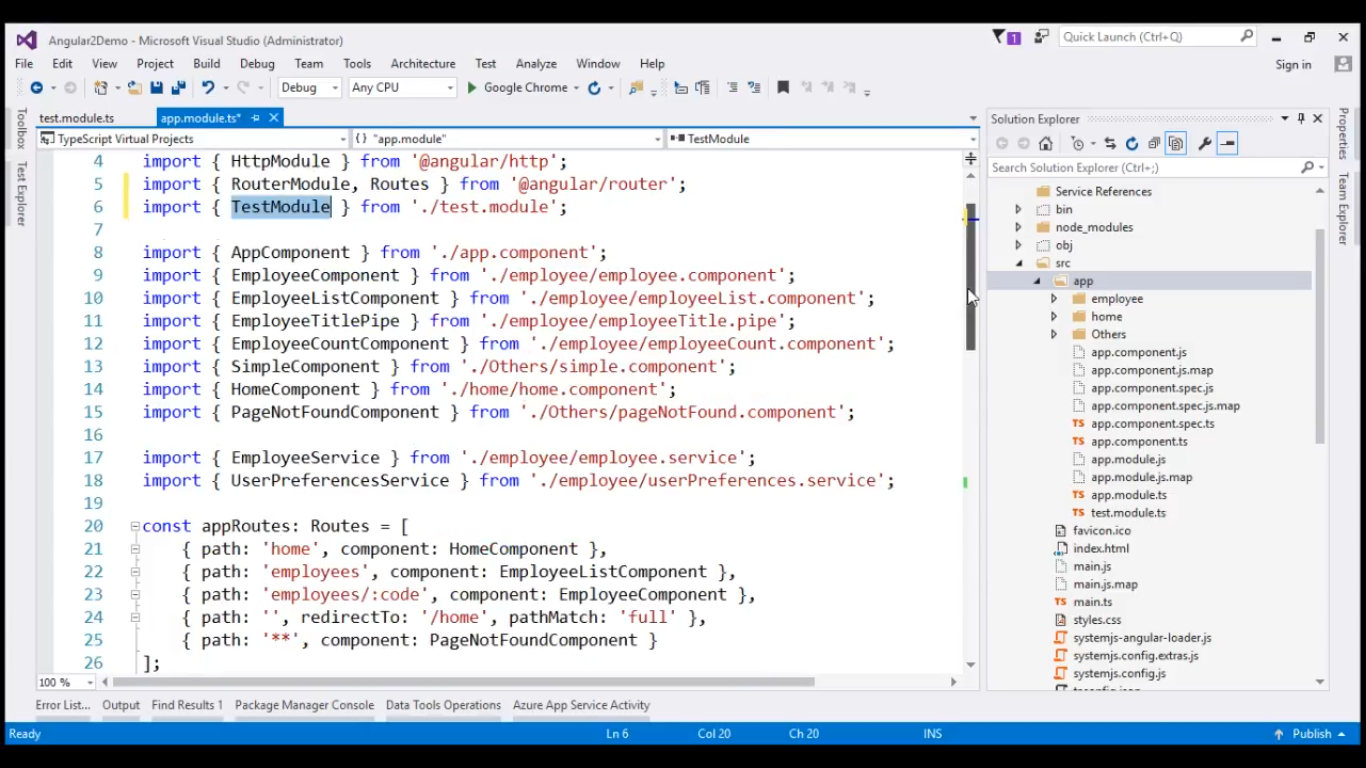 Angular2Demo - Microsoft Visual Studio (Administrator)
1
Quick Launch (Ctrl+Q)
File Edit View Project Build Debug Team Tools Architecture Test Analyze Window Help
Sign in
Debug Any CPU Google Chrome
Toolbox
Test Explorer
test.module.ts app.module.ts*
TypeScript Virtual Projects {} "app.module" TestModule
4 import { HttpModule } from '@angular/http';
5 import { RouterModule, Routes } from '@angular/router';
6 import { TestModule } from './test.module';
7
8 import { AppComponent } from './app.component';
9 import { EmployeeComponent } from './employee/employee.component';
10 import { EmployeeListComponent } from './employee/employeeList.component';
11 import { EmployeeTitlePipe } from './employee/employeeTitle.pipe';
12 import { EmployeeCountComponent } from './employee/employeeCount.component';
13 import { SimpleComponent } from './Others/simple.component';
14 import { HomeComponent } from './home/home.component';
15 import { PageNotFoundComponent } from './Others/pageNotFound.component';
16
17 import { EmployeeService } from './employee/employee.service';
18 import { UserPreferencesService } from './employee/userPreferences.service';
19
20 const appRoutes: Routes = [
21 { path: 'home', component: HomeComponent },
22 { path: 'employees', component: EmployeeListComponent },
23 { path: 'employees/:code', component: EmployeeComponent },
24 { path: '', redirectTo: '/home', pathMatch: 'full' },
25 { path: '**', component: PageNotFoundComponent }
26 ];
100 %
Solution Explorer
Search Solution Explorer (Ctrl+;)
Service References
bin
node_modules
obj
src
app
employee
home
Others
app.component.js
app.component.js.map
app.component.spec.js
app.component.spec.js.map
app.component.spec.ts
app.component.ts
app.module.js
app.module.js.map
app.module.ts
test.module.ts
favicon.ico
index.html
main.js
main.js.map
main.ts
styles.css
systemjs-angular-loader.js
systemjs.config.extras.js
systemjs.config.js
Properties
Team Explorer
Error List... Output Find Results 1 Package Manager Console Data Tools Operations Azure App Service Activity
Ready Ln 6 Col 20 Ch 20 INS Publish